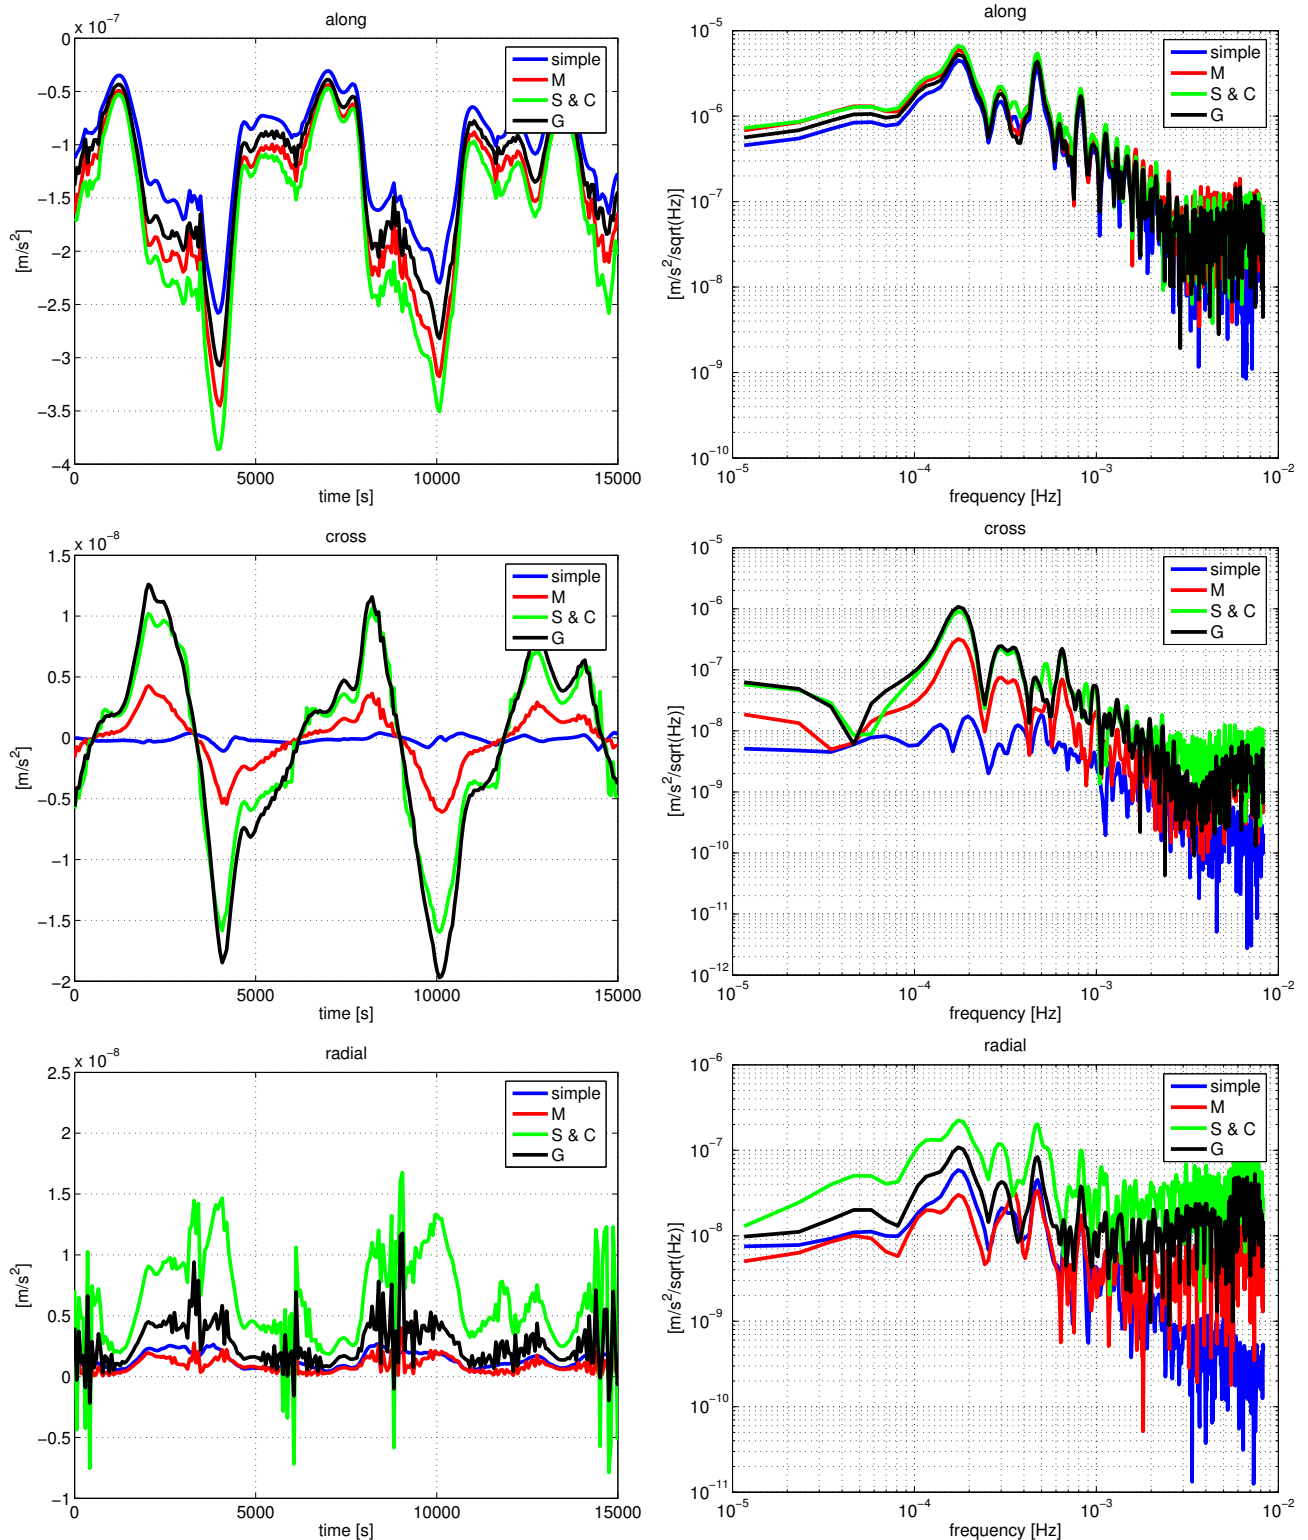 x 10−7
along
0
−0.5
−1
−1.5
−2
−2.5
−3
−3.5
−4
[m/s2]
0 5000 10000 15000
time [s]
simple
M
S & C
G
along
10−5
10−6
10−7
10−8
10−9
10−10
[m/s2/sqrt(Hz)]
10−5 10−4 10−3 10−2
frequency [Hz]
simple
M
S & C
G
x 10−8
cross
1.5
1
0.5
0
−0.5
−1
−1.5
−2
[m/s2]
0 5000 10000 15000
time [s]
simple
M
S & C
G
cross
10−5
10−6
10−7
10−8
10−9
10−10
10−11
10−12
[m/s2/sqrt(Hz)]
10−5 10−4 10−3 10−2
frequency [Hz]
simple
M
S & C
G
x 10−8
radial
2.5
2
1.5
1
0.5
0
−0.5
−1
[m/s2]
0 5000 10000 15000
time [s]
simple
M
S & C
G
radial
10−6
10−7
10−8
10−9
10−10
10−11
[m/s2/sqrt(Hz)]
10−5 10−4 10−3 10−2
frequency [Hz]
simple
M
S & C
G